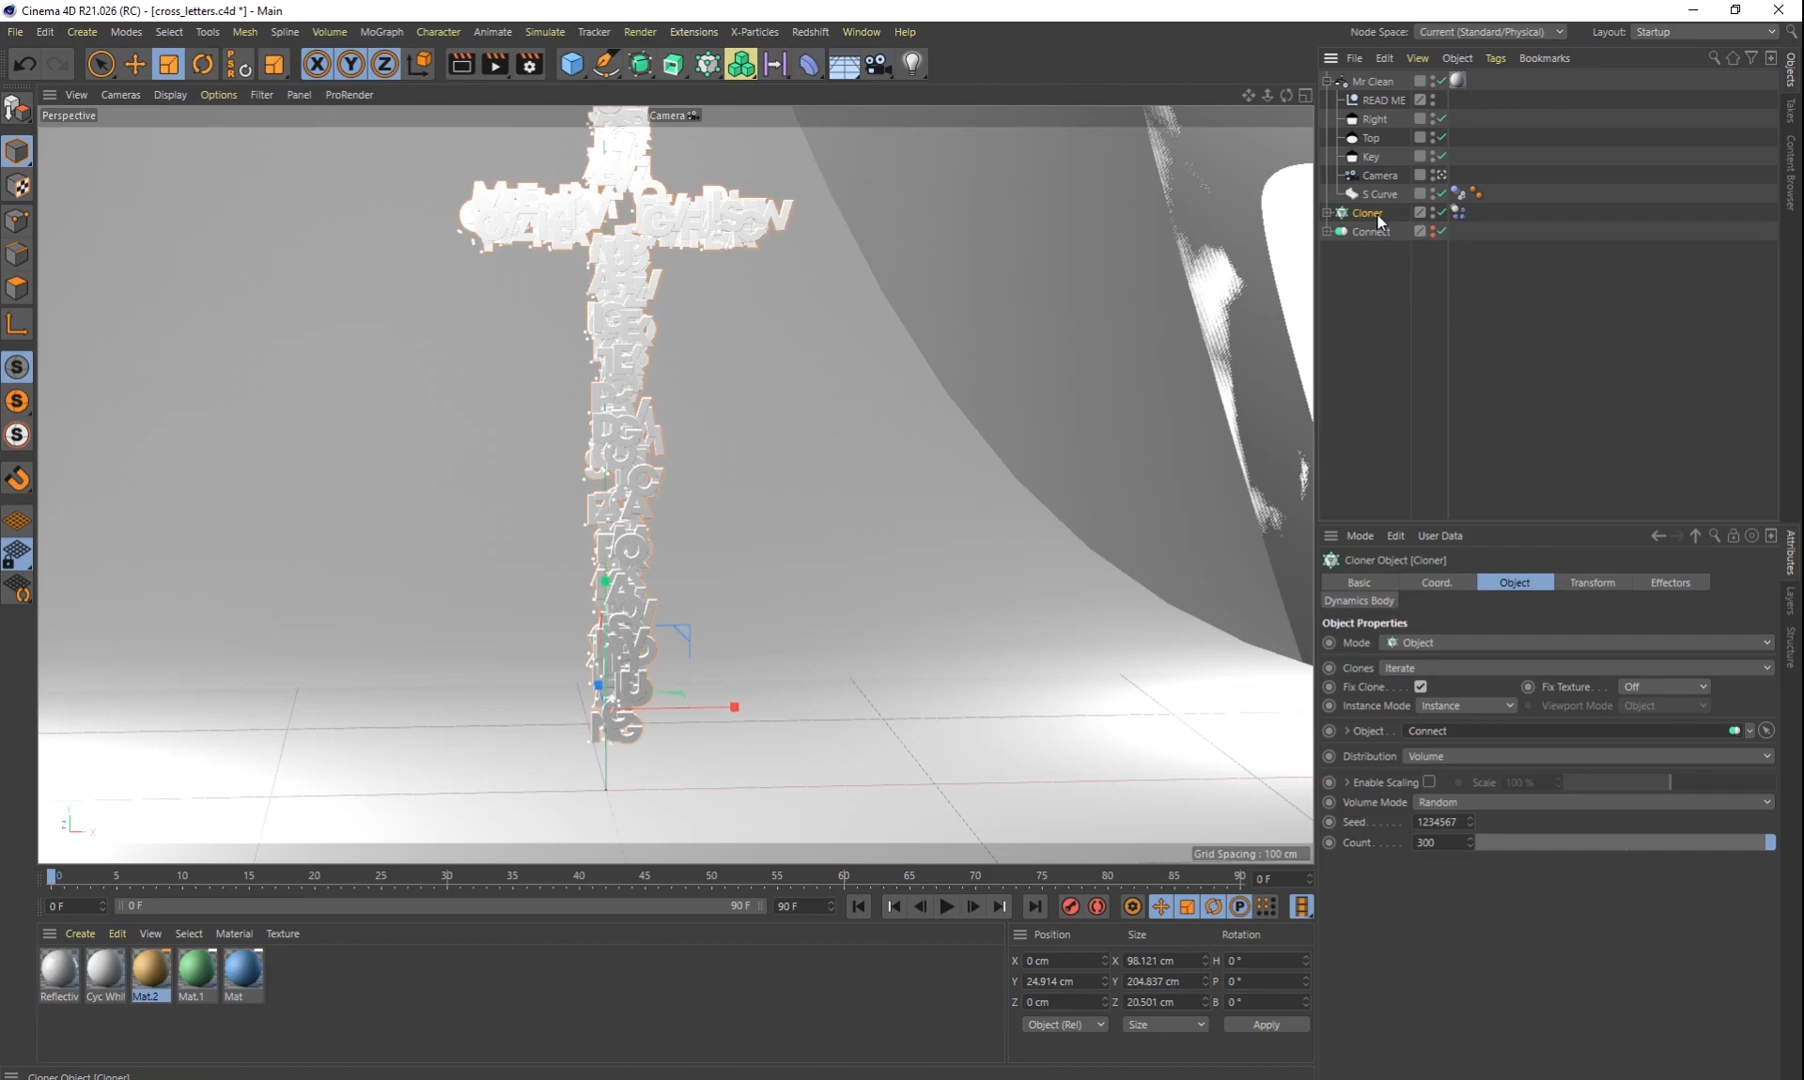 Cinema 4D R21.026 (RC) - [cross_letters.c4d *] - Main
File Edit Create Modes Select Tools Mesh Spline Volume MoGraph Character Animate Simulate Tracker Render Extensions X-Particles Redshift Window Help
Node Space: Current (Standard/Physical) Layout: Startup
View Cameras Display Options Filter Panel ProRender
Perspective
Camera
Grid Spacing : 100 cm
File Edit View Object Tags Bookmarks
Mr Clean
READ ME
Right
Top
Key
Camera
S Curve
Cloner
Connect
Objects
Takes
Content Browser
Mode Edit User Data
Cloner Object [Cloner]
Basic Coord. Object Transform Effectors
Dynamics Body
Object Properties
Mode Object
Clones Iterate
Fix Clone. . . . Fix Texture. . . Off
Instance Mode Instance Viewport Mode Object
Object. . Connect
Distribution Volume
Enable Scaling Scale 100 %
Volume Mode Random
Seed. . . . . . 1234567
Count. . . . . 300
Attributes
Layers
Structure
0 5 10 15 20 25 30 35 40 45 50 55 60 65 70 75 80 85 90 0 F
0 F 0 F 90 F 90 F
Create Edit View Select Material Texture
Reflectiv Cyc Whit Mat.2 Mat.1 Mat
Position Size Rotation
X 0 cm X 98.121 cm H 0 °
Y 24.914 cm Y 204.837 cm P 0 °
Z 0 cm Z 20.501 cm B 0 °
Object (Rel) Size Apply
Cloner Object [Cloner]